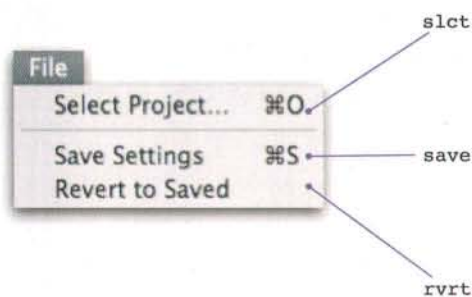 slct
File
Select Project... ⌘O
Save Settings ⌘S
save
Revert to Saved
rvrt